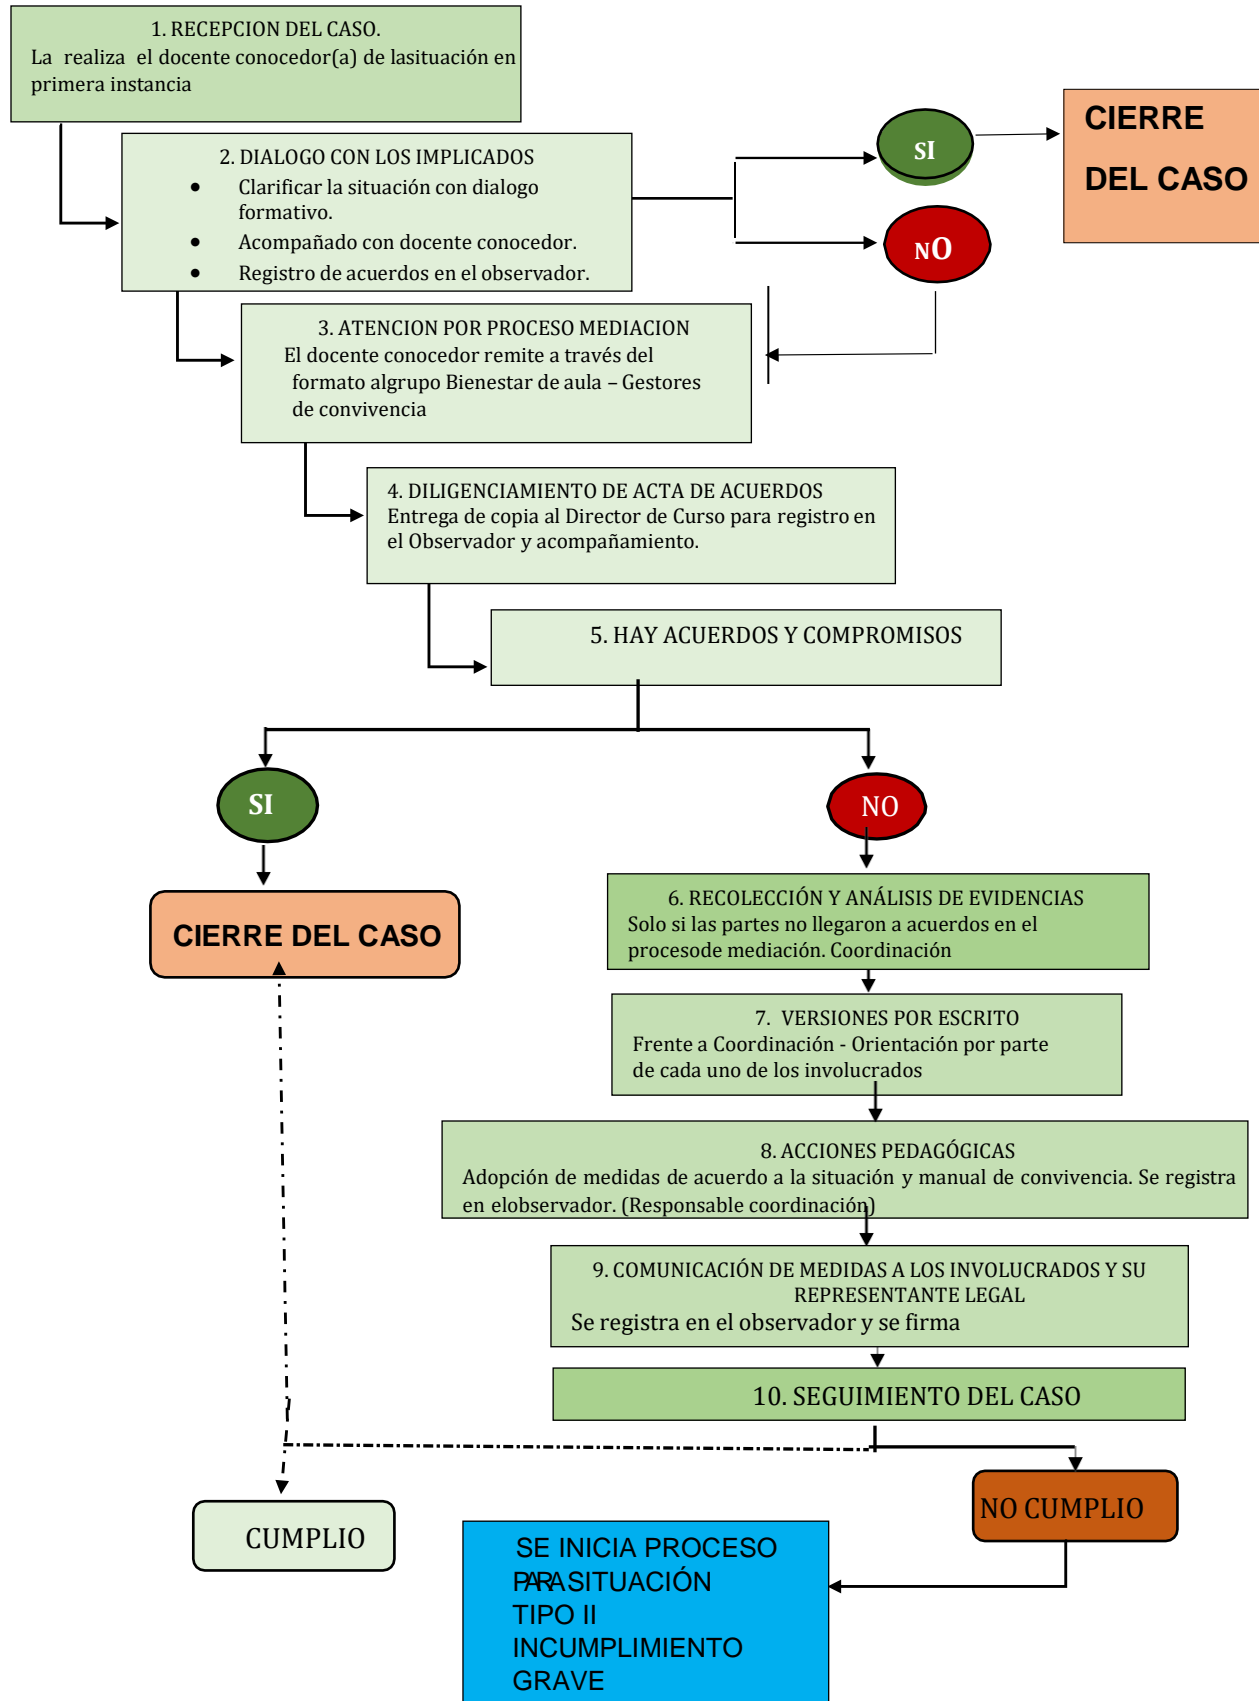 1. RECEPCION DEL CASO.
La realiza el docente conocedor(a) de lasituación en
primera instancia
2. DIALOGO CON LOS IMPLICADOS
• Clarificar la situación con dialogo
formativo.
• Acompañado con docente conocedor.
• Registro de acuerdos en el observador.
SI
CIERRE
DEL CASO
NO
3. ATENCION POR PROCESO MEDIACION
El docente conocedor remite a través del
formato algrupo Bienestar de aula – Gestores
de convivencia
4. DILIGENCIAMIENTO DE ACTA DE ACUERDOS
Entrega de copia al Director de Curso para registro en
el Observador y acompañamiento.
5. HAY ACUERDOS Y COMPROMISOS
SI
NO
CIERRE DEL CASO
6. RECOLECCIÓN Y ANÁLISIS DE EVIDENCIAS
Solo si las partes no llegaron a acuerdos en el
procesode mediación. Coordinación
7. VERSIONES POR ESCRITO
Frente a Coordinación - Orientación por parte
de cada uno de los involucrados
8. ACCIONES PEDAGÓGICAS
Adopción de medidas de acuerdo a la situación y manual de convivencia. Se registra
en elobservador. (Responsable coordinación)
9. COMUNICACIÓN DE MEDIDAS A LOS INVOLUCRADOS Y SU
REPRESENTANTE LEGAL
Se registra en el observador y se firma
10. SEGUIMIENTO DEL CASO
CUMPLIO
NO CUMPLIO
SE INICIA PROCESO
PARASITUACIÓN
TIPO II
INCUMPLIMIENTO
GRAVE